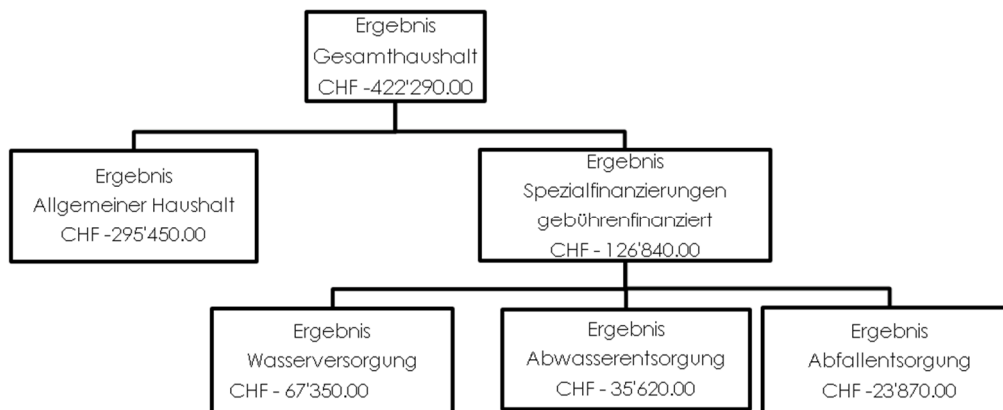 Ergebnis
Gesamthaushalt
CHF -422'290.00
Ergebnis
Allgemeiner Haushalt
CHF -295'450.00
Ergebnis
Spezialfinanzierungen
gebührenfinanziert
CHF - 126'840.00
Ergebnis
Wasserversorgung
CHF - 67'350.00
Ergebnis
Abwasserentsorgung
CHF - 35'620.00
Ergebnis
Abfallentsorgung
CHF -23'870.00